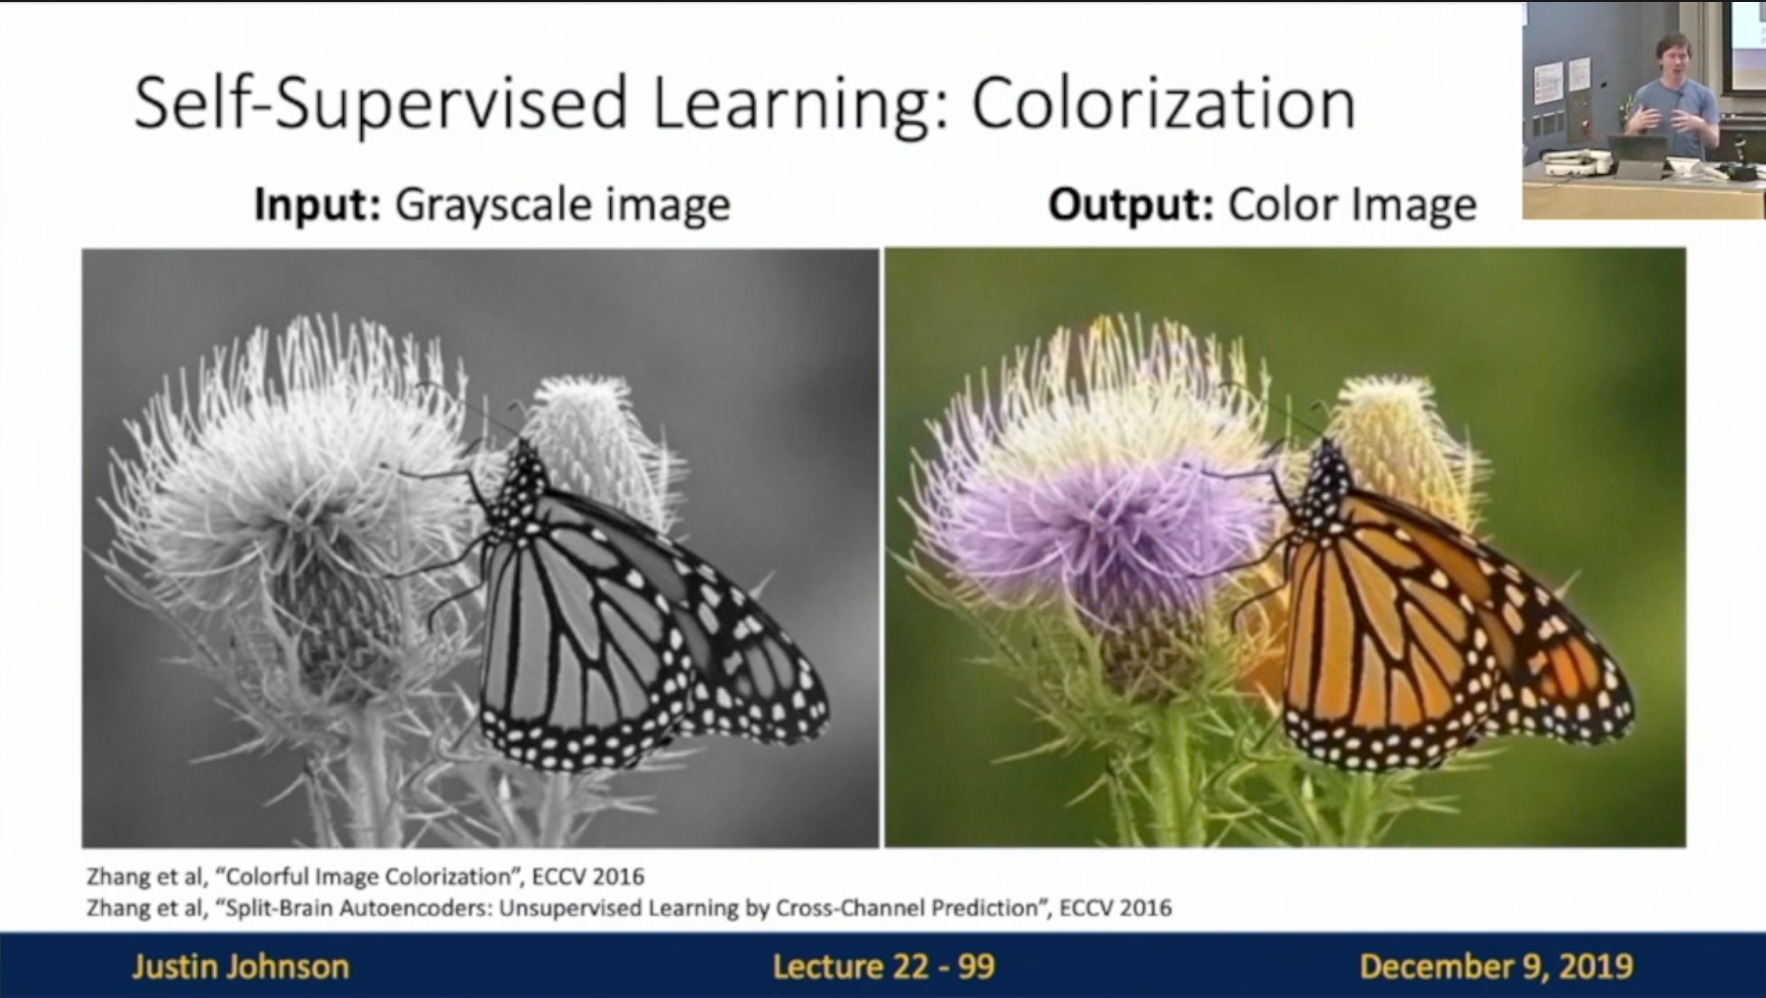 Self-Supervised Learning: Colorization
Input: Grayscale image
Output: Color Image
Zhang et al, “Colorful Image Colorization”, ECCV 2016
Zhang et al, “Split-Brain Autoencoders: Unsupervised Learning by Cross-Channel Prediction”, ECCV 2016
Justin Johnson
Lecture 22 - 99
December 9, 2019